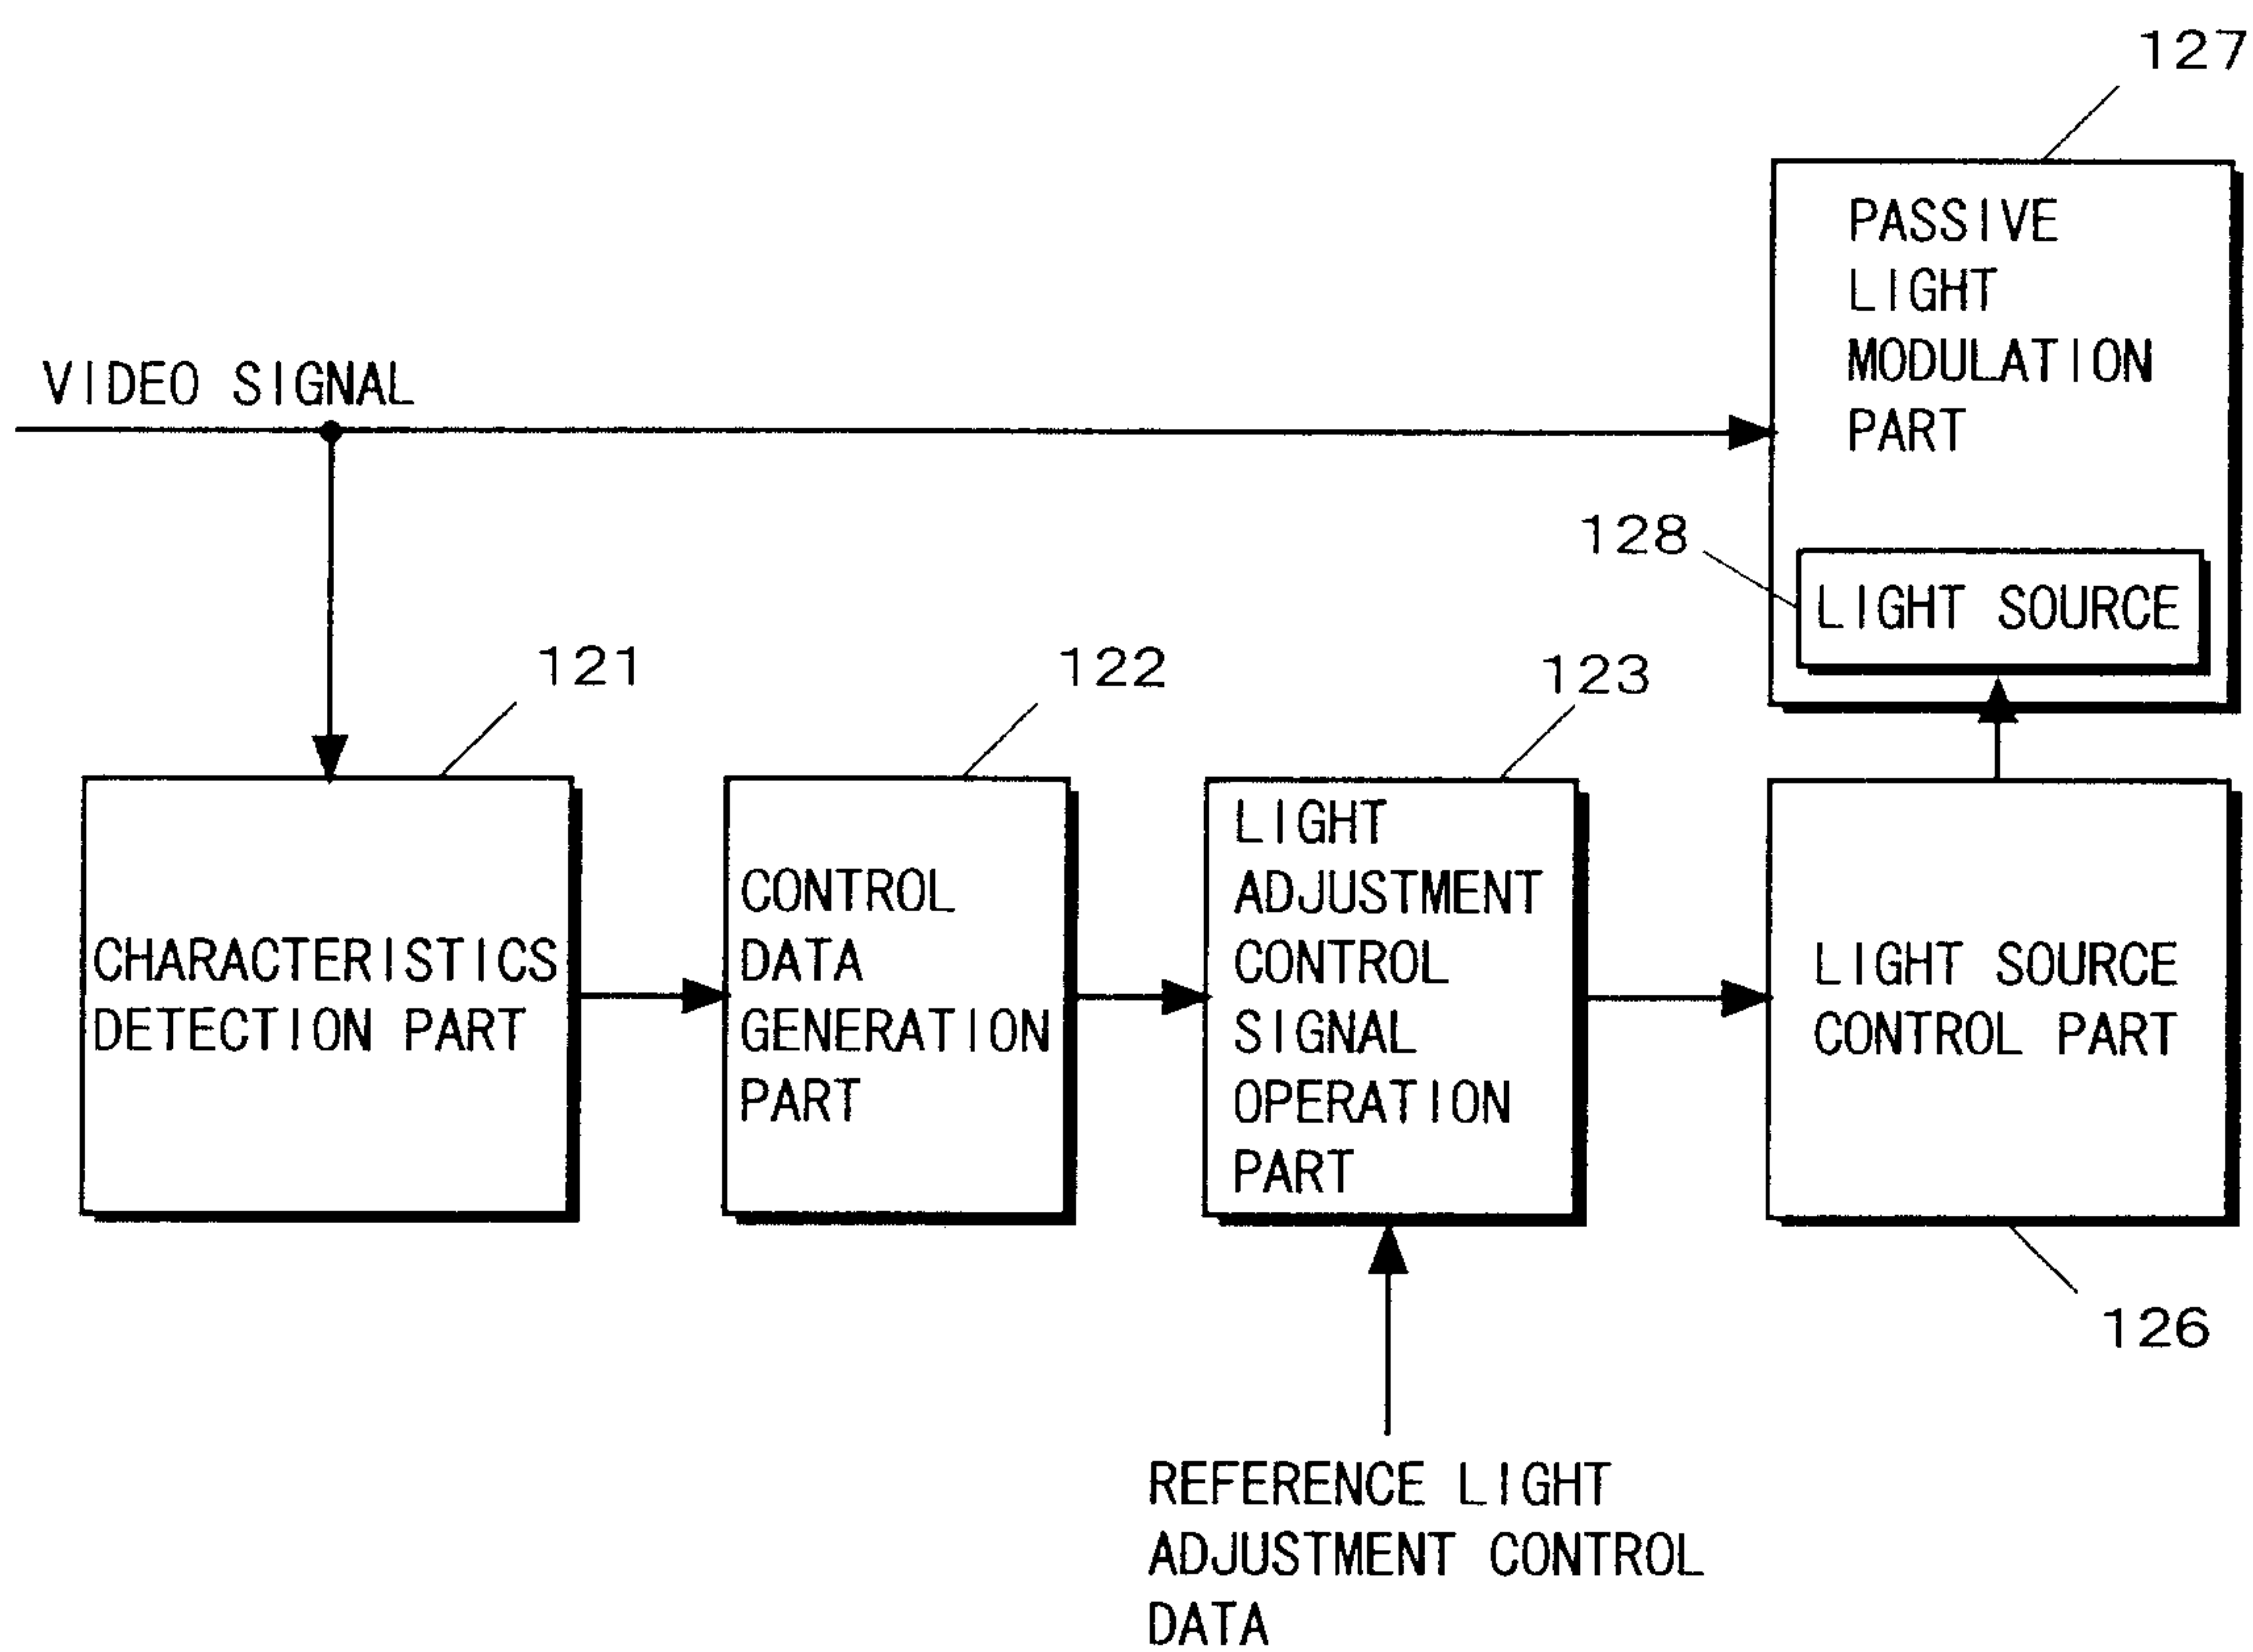 127
PASSIVE
LIGHT
MODULATION
PART
VIDEO SIGNAL
128
LIGHT SOURCE
121
122
123
CHARACTERISTICS
DETECTION PART
CONTROL
DATA
GENERATION
PART
LIGHT
ADJUSTMENT
CONTROL
SIGNAL
OPERATION
PART
LIGHT SOURCE
CONTROL PART
126
REFERENCE LIGHT
ADJUSTMENT CONTROL
DATA